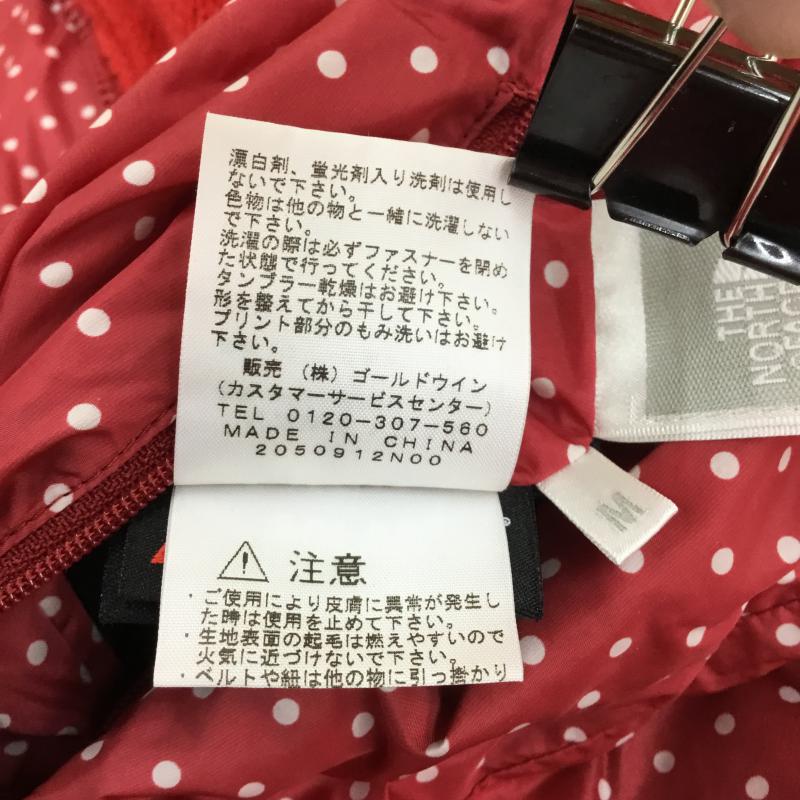 漂白剤、蛍光剤入り洗剤は使用し
ないで下さい。
色物は他の物と一緒に洗濯しない
で下さい。
洗濯の際は必ずファスナーを閉め
た状態で行ってください。
タンブラー乾燥はお避け下さい。
形を整えてから干して下さい。
プリント部分のもみ洗いはお避け
下さい。
販売 (株) ゴールドウイン
(カスタマーサービスセンター)
TEL 0120-307-560
MADE IN CHINA
2050912N00
THE
NORTH
M
注意
・ご使用により皮膚に異常が発生し
た時は使用を止めて下さい。
・生地表面の起毛は燃えやすいので
火気に近づけないで下さい。
・ベルトや紐は他の物に引っ掛かり